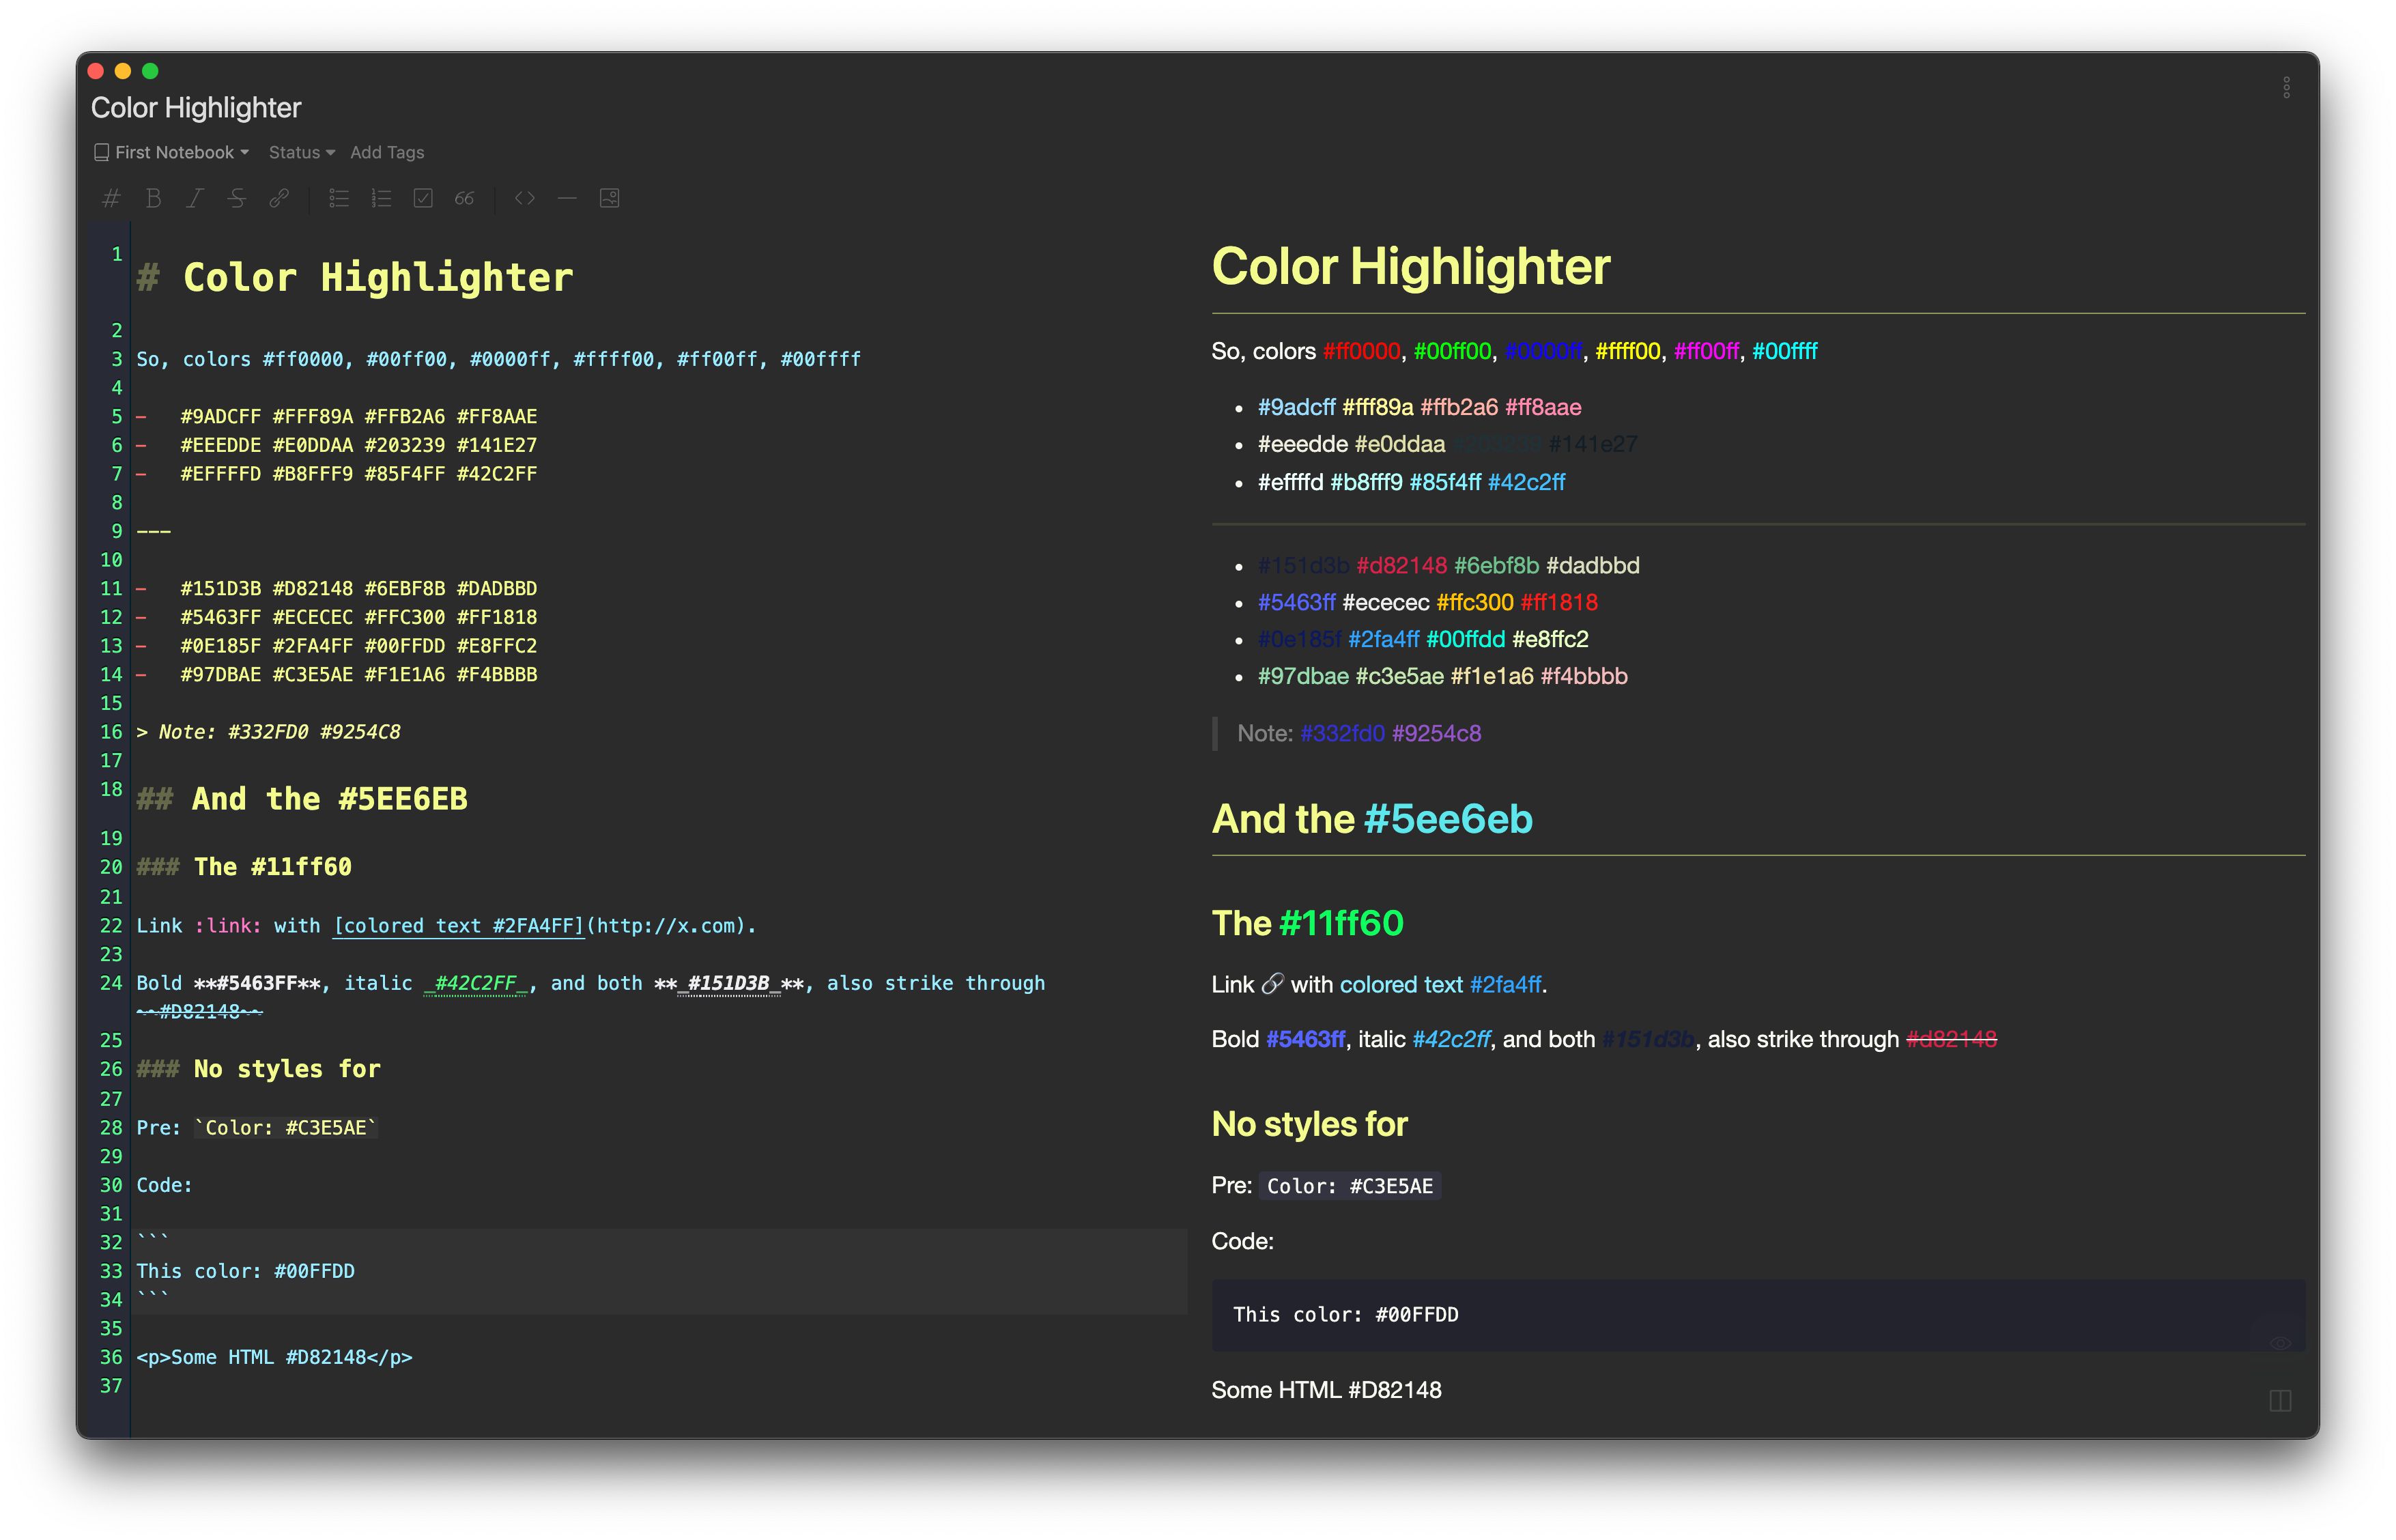 Color Highlighter
First Notebook Status Add Tags
1 # Color Highlighter
2
3 So, colors #ff0000, #00ff00, #0000ff, #ffff00, #ff00ff, #00ffff
4
5 - #9ADCFF #FFF89A #FFB2A6 #FF8AAE
6 - #EEEDDE #E0DDAA #203239 #141E27
7 - #EFFFFD #B8FFF9 #85F4FF #42C2FF
8
9 ---
10
11 - #151D3B #D82148 #6EBF8B #DADBBD
12 - #5463FF #ECECEC #FFC300 #FF1818
13 - #0E185F #2FA4FF #00FFDD #E8FFC2
14 - #97DBAE #C3E5AE #F1E1A6 #F4BBBB
15
16 > Note: #332FD0 #9254C8
17
18 ## And the #5EE6EB
19
20 ### The #11ff60
21
22 Link :link: with [colored text #2FA4FF](http://x.com).
23
24 Bold **#5463FF**, italic _#42C2FF_, and both **_#151D3B_**, also strike through
~~#D82148~~
25
26 ### No styles for
27
28 Pre: `Color: #C3E5AE`
29
30 Code:
31
32 ```
33 This color: #00FFDD
34 ```
35
36 <p>Some HTML #D82148</p>
37
Color Highlighter
So, colors #ff0000, #00ff00, #0000ff, #ffff00, #ff00ff, #00ffff
• #9adcff #fff89a #ffb2a6 #ff8aae
• #eeedde #e0ddaa #203239 #141e27
• #effffd #b8fff9 #85f4ff #42c2ff
• #151d3b #d82148 #6ebf8b #dadbbd
• #5463ff #ececec #ffc300 #ff1818
• #0e185f #2fa4ff #00ffdd #e8ffc2
• #97dbae #c3e5ae #f1e1a6 #f4bbbb
Note: #332fd0 #9254c8
And the #5ee6eb
The #11ff60
Link 🔗 with colored text #2fa4ff.
Bold #5463ff, italic #42c2ff, and both #151d3b, also strike through #d82148
No styles for
Pre: Color: #C3E5AE
Code:
This color: #00FFDD
Some HTML #D82148